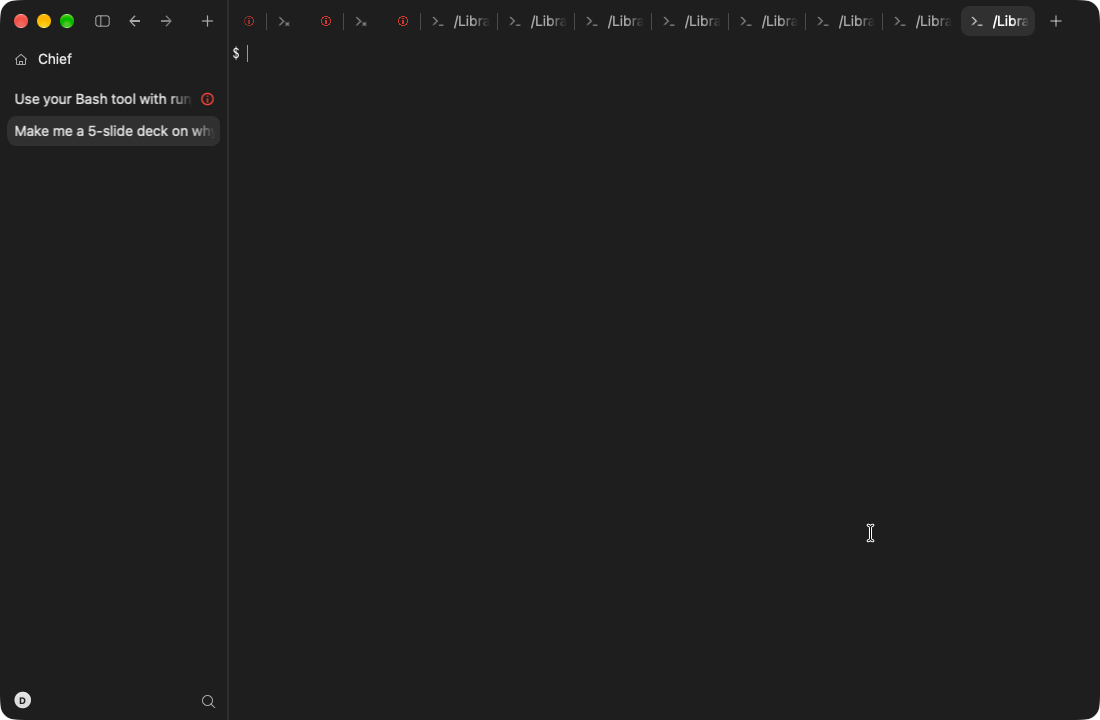 /Libra /Libra /Libra /Libra /Libra /Libra /Libra /Libra
Chief
$
Use your Bash tool with run
Make me a 5-slide deck on why
D